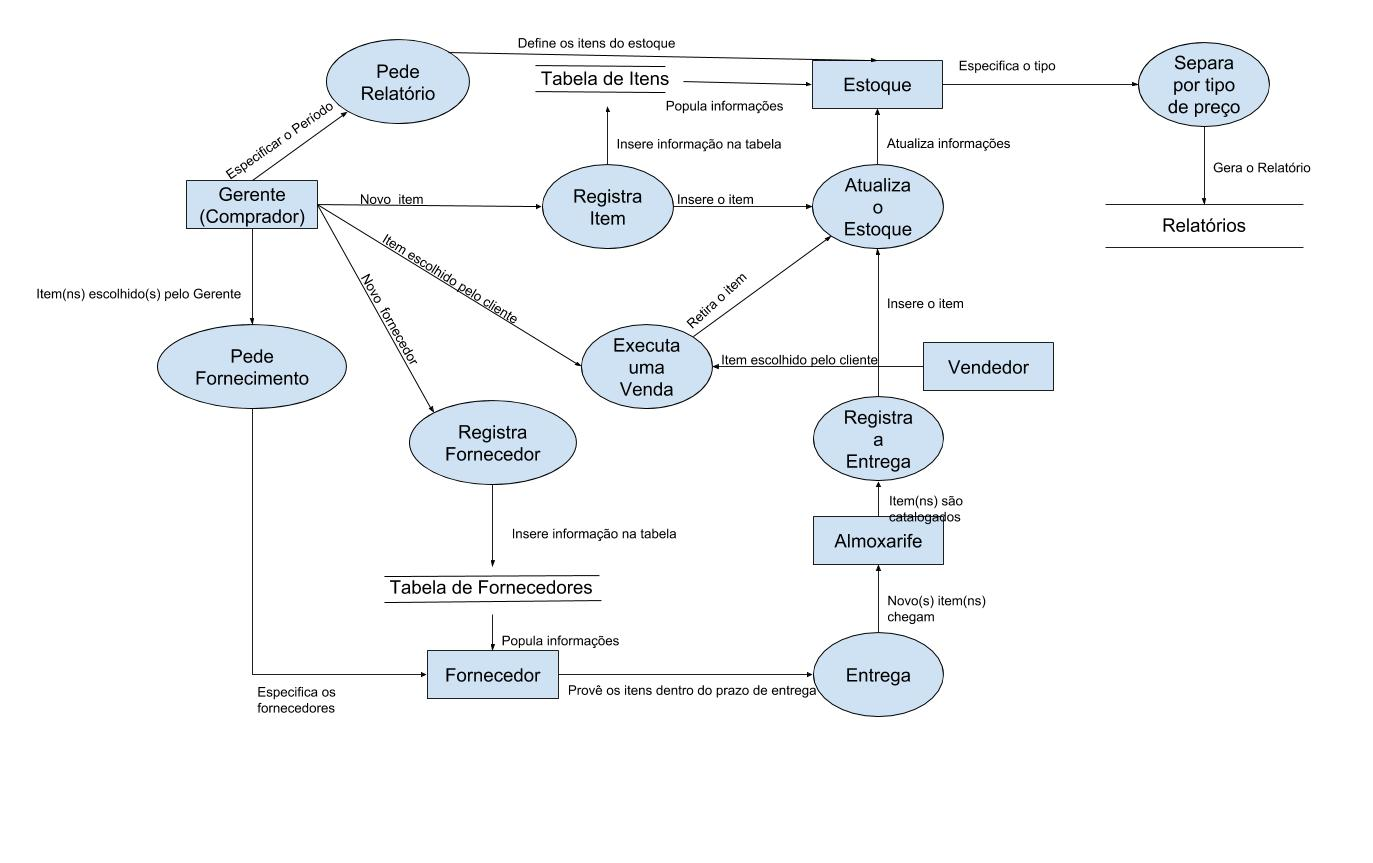 Define os itens do estoque
Pede
Relatório
Tabela de Itens
Estoque
Especifica o tipo
Separa
por tipo
de preço
Popula informações
Especificar o Período
Insere informação na tabela
Atualiza informações
Gera o Relatório
Gerente
(Comprador)
Novo item
Registra
Item
Insere o item
Atualiza
o
Estoque
Relatórios
Item escolhido pelo cliente
Novo fornecedor
Item(ns) escolhido(s) pelo Gerente
Retira o item
Insere o item
Pede
Fornecimento
Executa
uma
Venda
Item escolhido pelo cliente
Vendedor
Registra
Fornecedor
Registra
a
Entrega
Insere informação na tabela
Item(ns) são
catalogados
Almoxarife
Tabela de Fornecedores
Novo(s) item(ns)
chegam
Popula informações
Fornecedor
Entrega
Especifica os
fornecedores
Provê os itens dentro do prazo de entrega